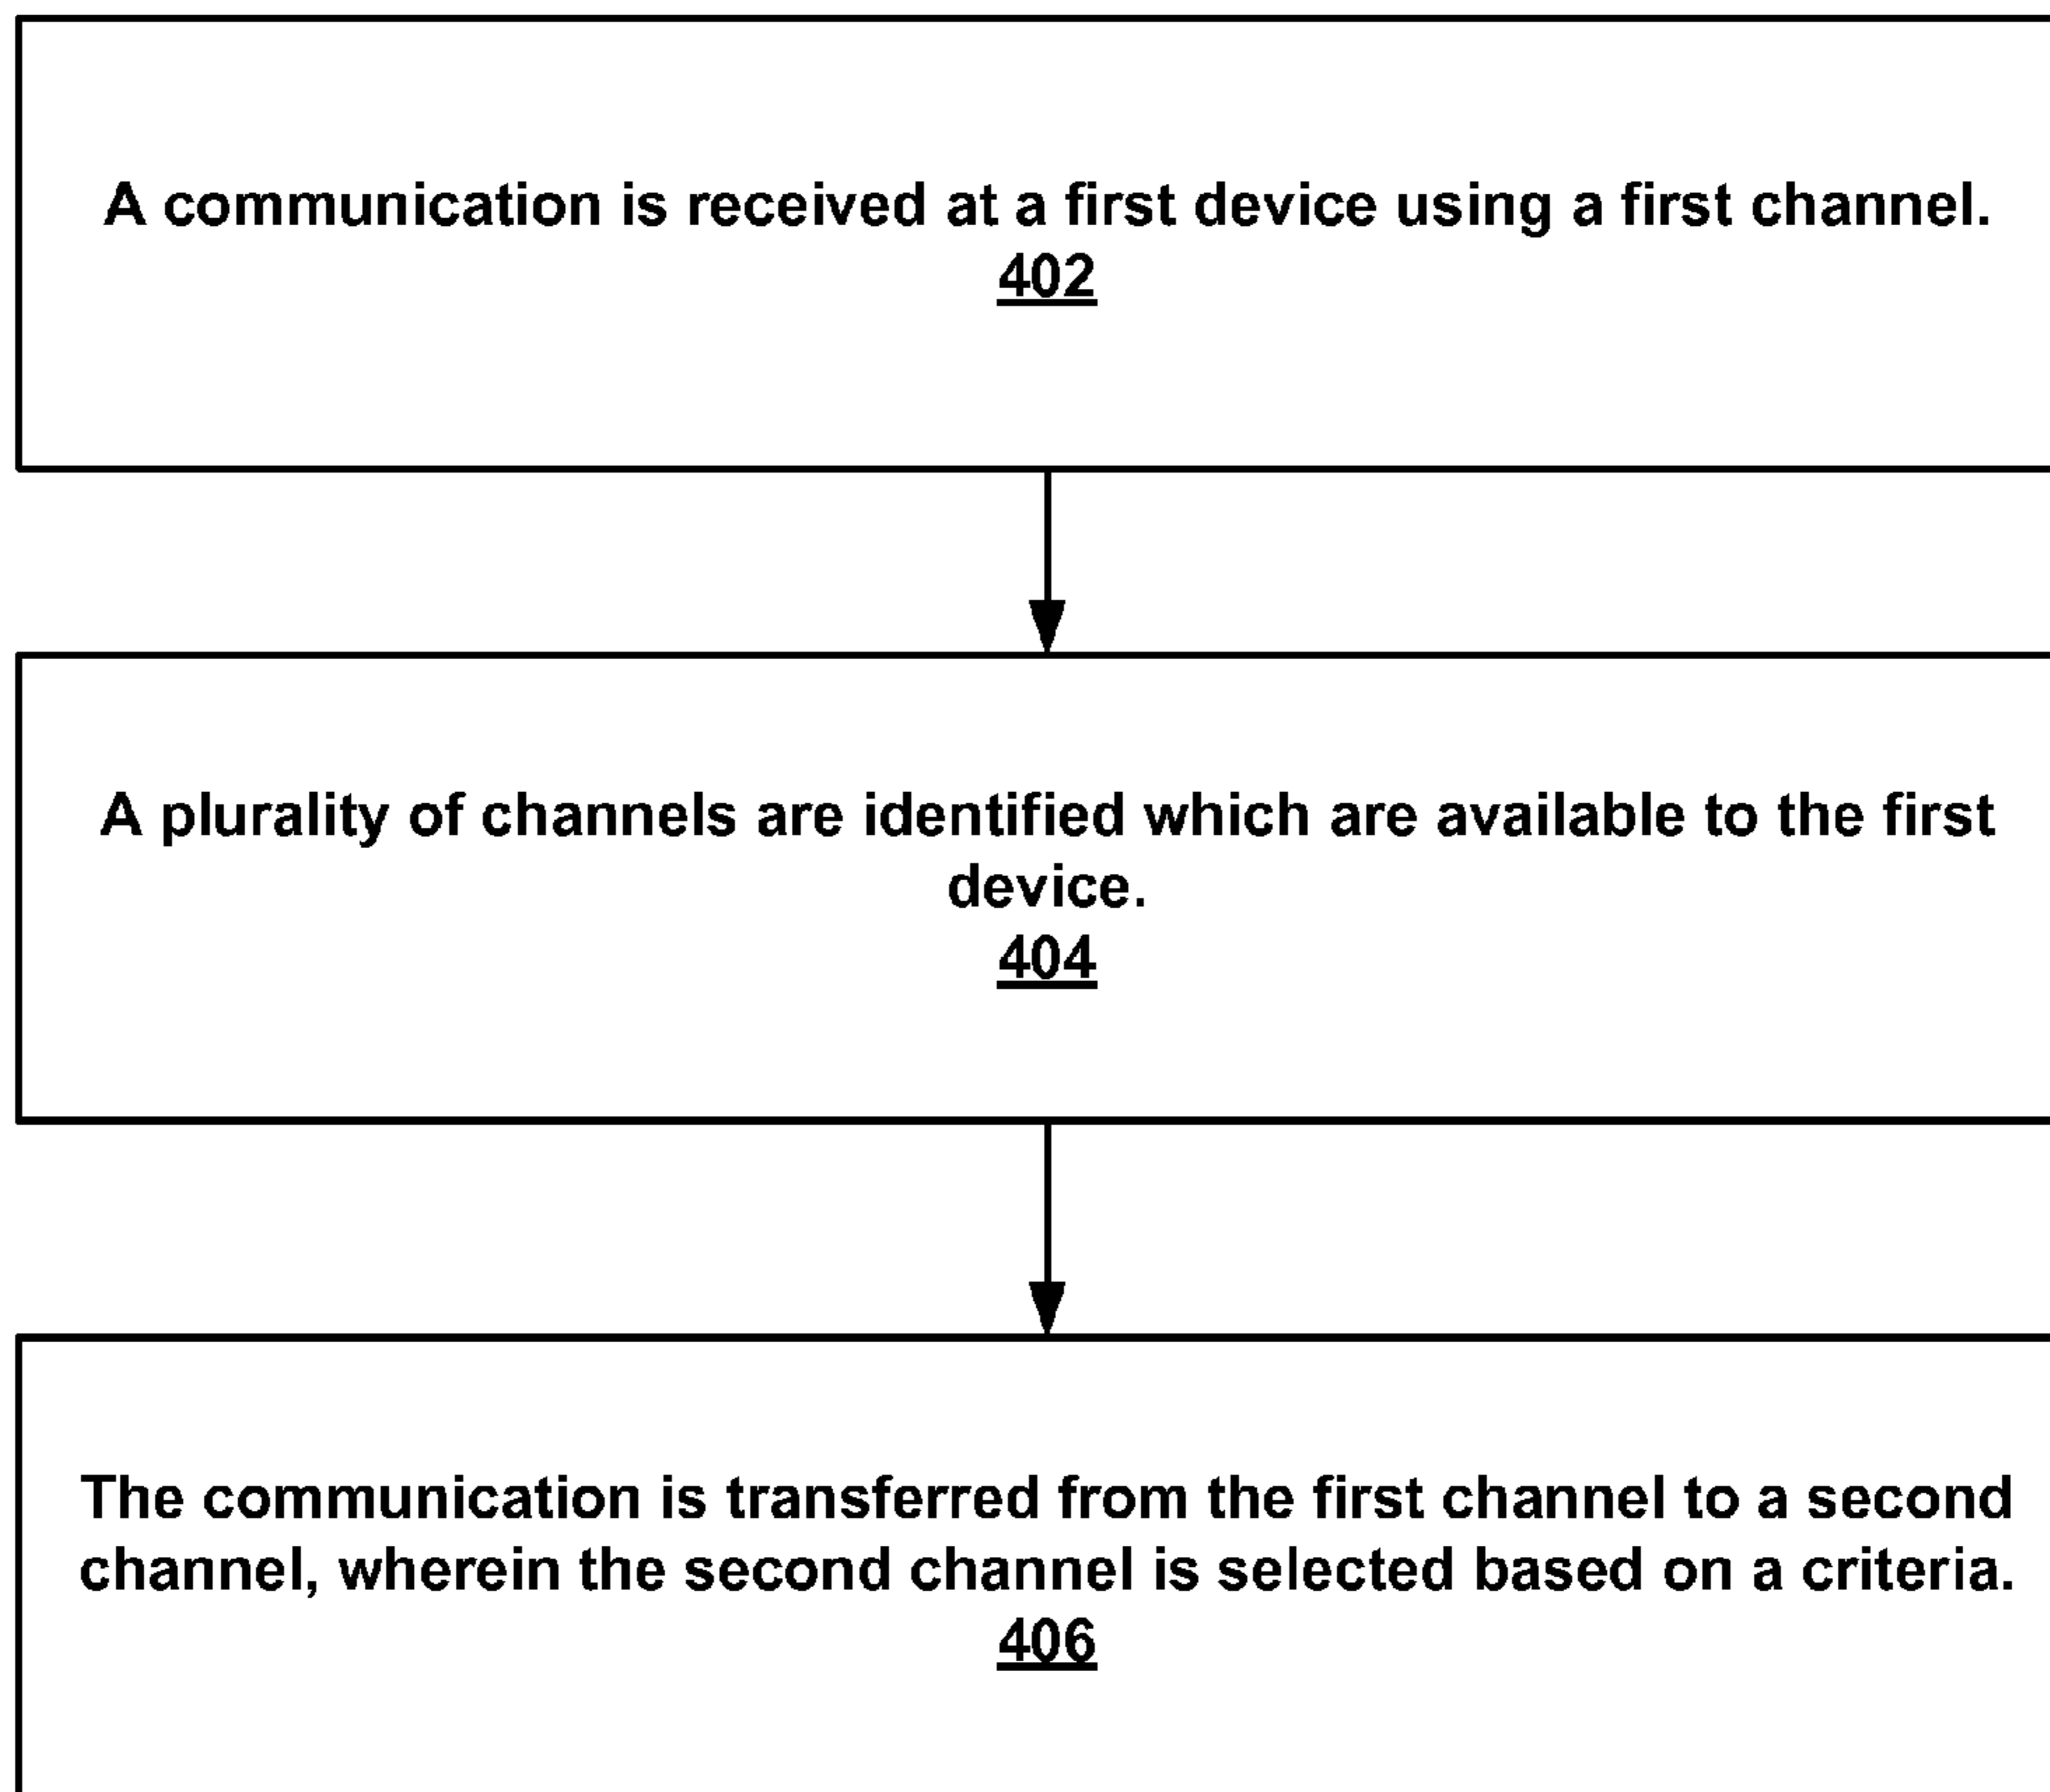 A communication is received at a first device using a first channel.
402
A plurality of channels are identified which are available to the first
device.
404
The communication is transferred from the first channel to a second
channel, wherein the second channel is selected based on a criteria.
406